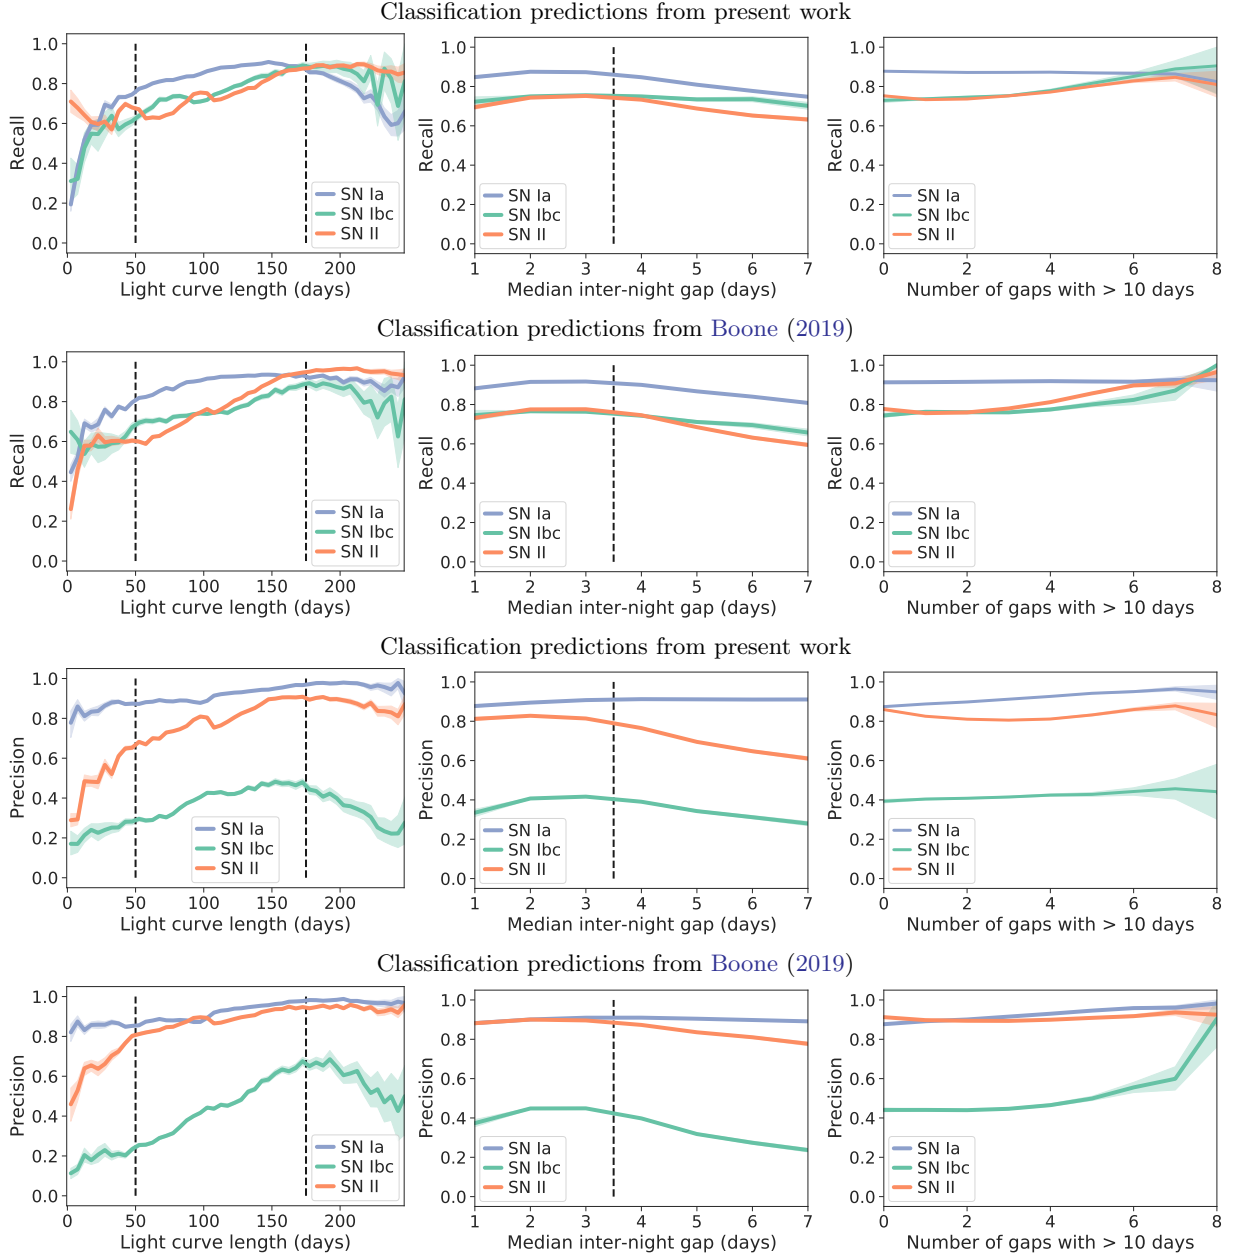 Classification predictions from present work
1.0
0.8
0.6
0.4
0.2
0.0
Recall
0 50 100 150 200
Light curve length (days)
SN Ia
SN Ibc
SN II
1.0
0.8
0.6
0.4
0.2
0.0
Recall
1 2 3 4 5 6 7
Median inter-night gap (days)
SN Ia
SN Ibc
SN II
1.0
0.8
0.6
0.4
0.2
0.0
Recall
0 2 4 6 8
Number of gaps with > 10 days
SN Ia
SN Ibc
SN II
Classification predictions from Boone (2019)
1.0
0.8
0.6
0.4
0.2
0.0
Recall
0 50 100 150 200
Light curve length (days)
SN Ia
SN Ibc
SN II
1.0
0.8
0.6
0.4
0.2
0.0
Recall
1 2 3 4 5 6 7
Median inter-night gap (days)
SN Ia
SN Ibc
SN II
1.0
0.8
0.6
0.4
0.2
0.0
Recall
0 2 4 6 8
Number of gaps with > 10 days
SN Ia
SN Ibc
SN II
Classification predictions from present work
1.0
0.8
0.6
0.4
0.2
0.0
Precision
0 50 100 150 200
Light curve length (days)
SN Ia
SN Ibc
SN II
1.0
0.8
0.6
0.4
0.2
0.0
Precision
1 2 3 4 5 6 7
Median inter-night gap (days)
SN Ia
SN Ibc
SN II
1.0
0.8
0.6
0.4
0.2
0.0
Precision
0 2 4 6 8
Number of gaps with > 10 days
SN Ia
SN Ibc
SN II
Classification predictions from Boone (2019)
1.0
0.8
0.6
0.4
0.2
0.0
Precision
0 50 100 150 200
Light curve length (days)
SN Ia
SN Ibc
SN II
1.0
0.8
0.6
0.4
0.2
0.0
Precision
1 2 3 4 5 6 7
Median inter-night gap (days)
SN Ia
SN Ibc
SN II
1.0
0.8
0.6
0.4
0.2
0.0
Precision
0 2 4 6 8
Number of gaps with > 10 days
SN Ia
SN Ibc
SN II